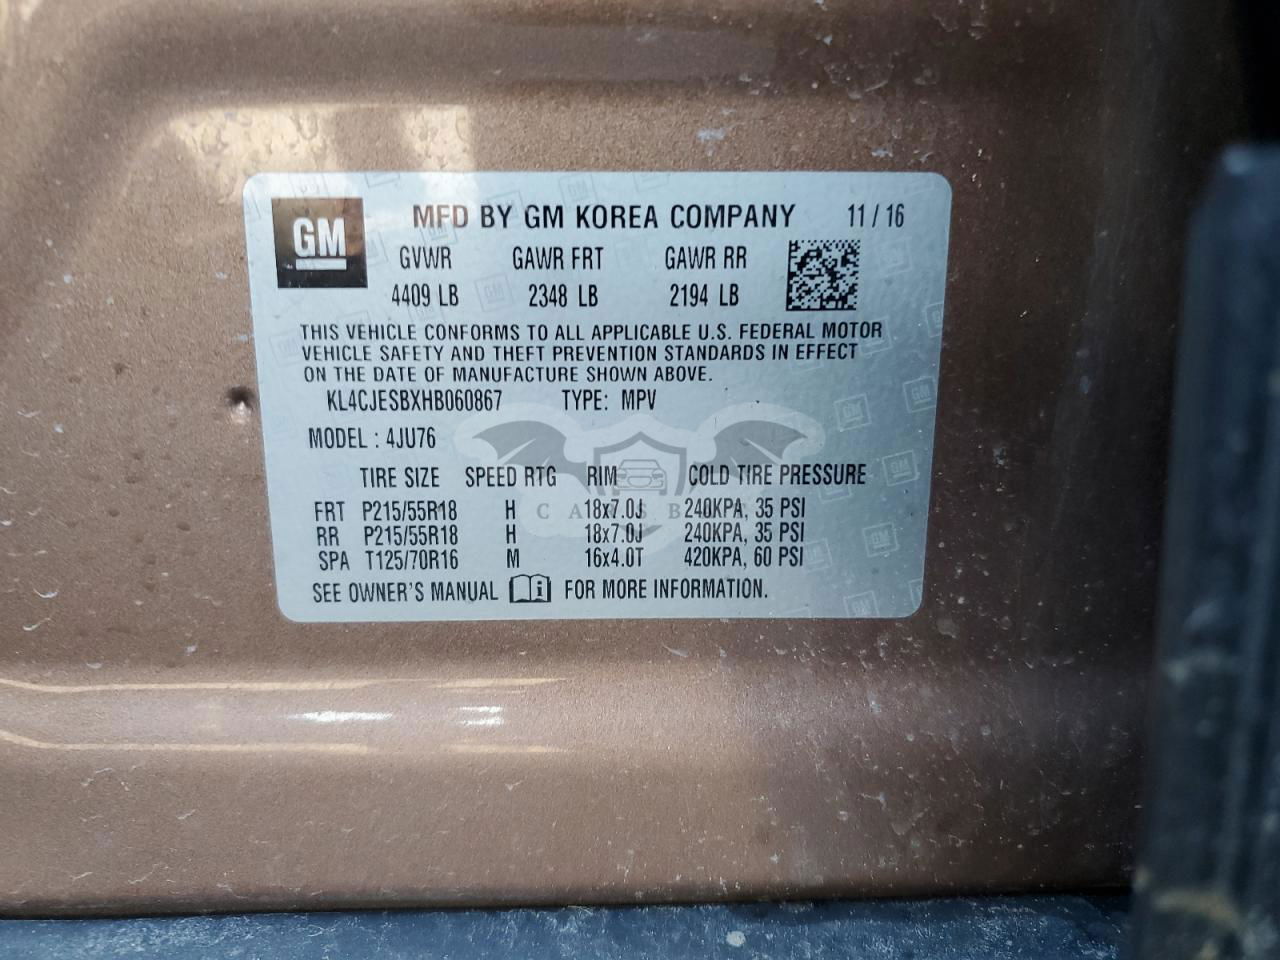 GM
MFD BY GM KOREA COMPANY 11 / 16
GVWR GAWR FRT GAWR RR
4409 LB 2348 LB 2194 LB
THIS VEHICLE CONFORMS TO ALL APPLICABLE U.S. FEDERAL MOTOR
VEHICLE SAFETY AND THEFT PREVENTION STANDARDS IN EFFECT
ON THE DATE OF MANUFACTURE SHOWN ABOVE.
KL4CJESBXHB060867 TYPE: MPV
MODEL : 4JU76
TIRE SIZE SPEED RTG RIM COLD TIRE PRESSURE
FRT P215/55R18 H 18x7.0J 240KPA, 35 PSI
RR P215/55R18 H 18x7.0J 240KPA, 35 PSI
SPA T125/70R16 M 16x4.0T 420KPA, 60 PSI
SEE OWNER'S MANUAL FOR MORE INFORMATION.